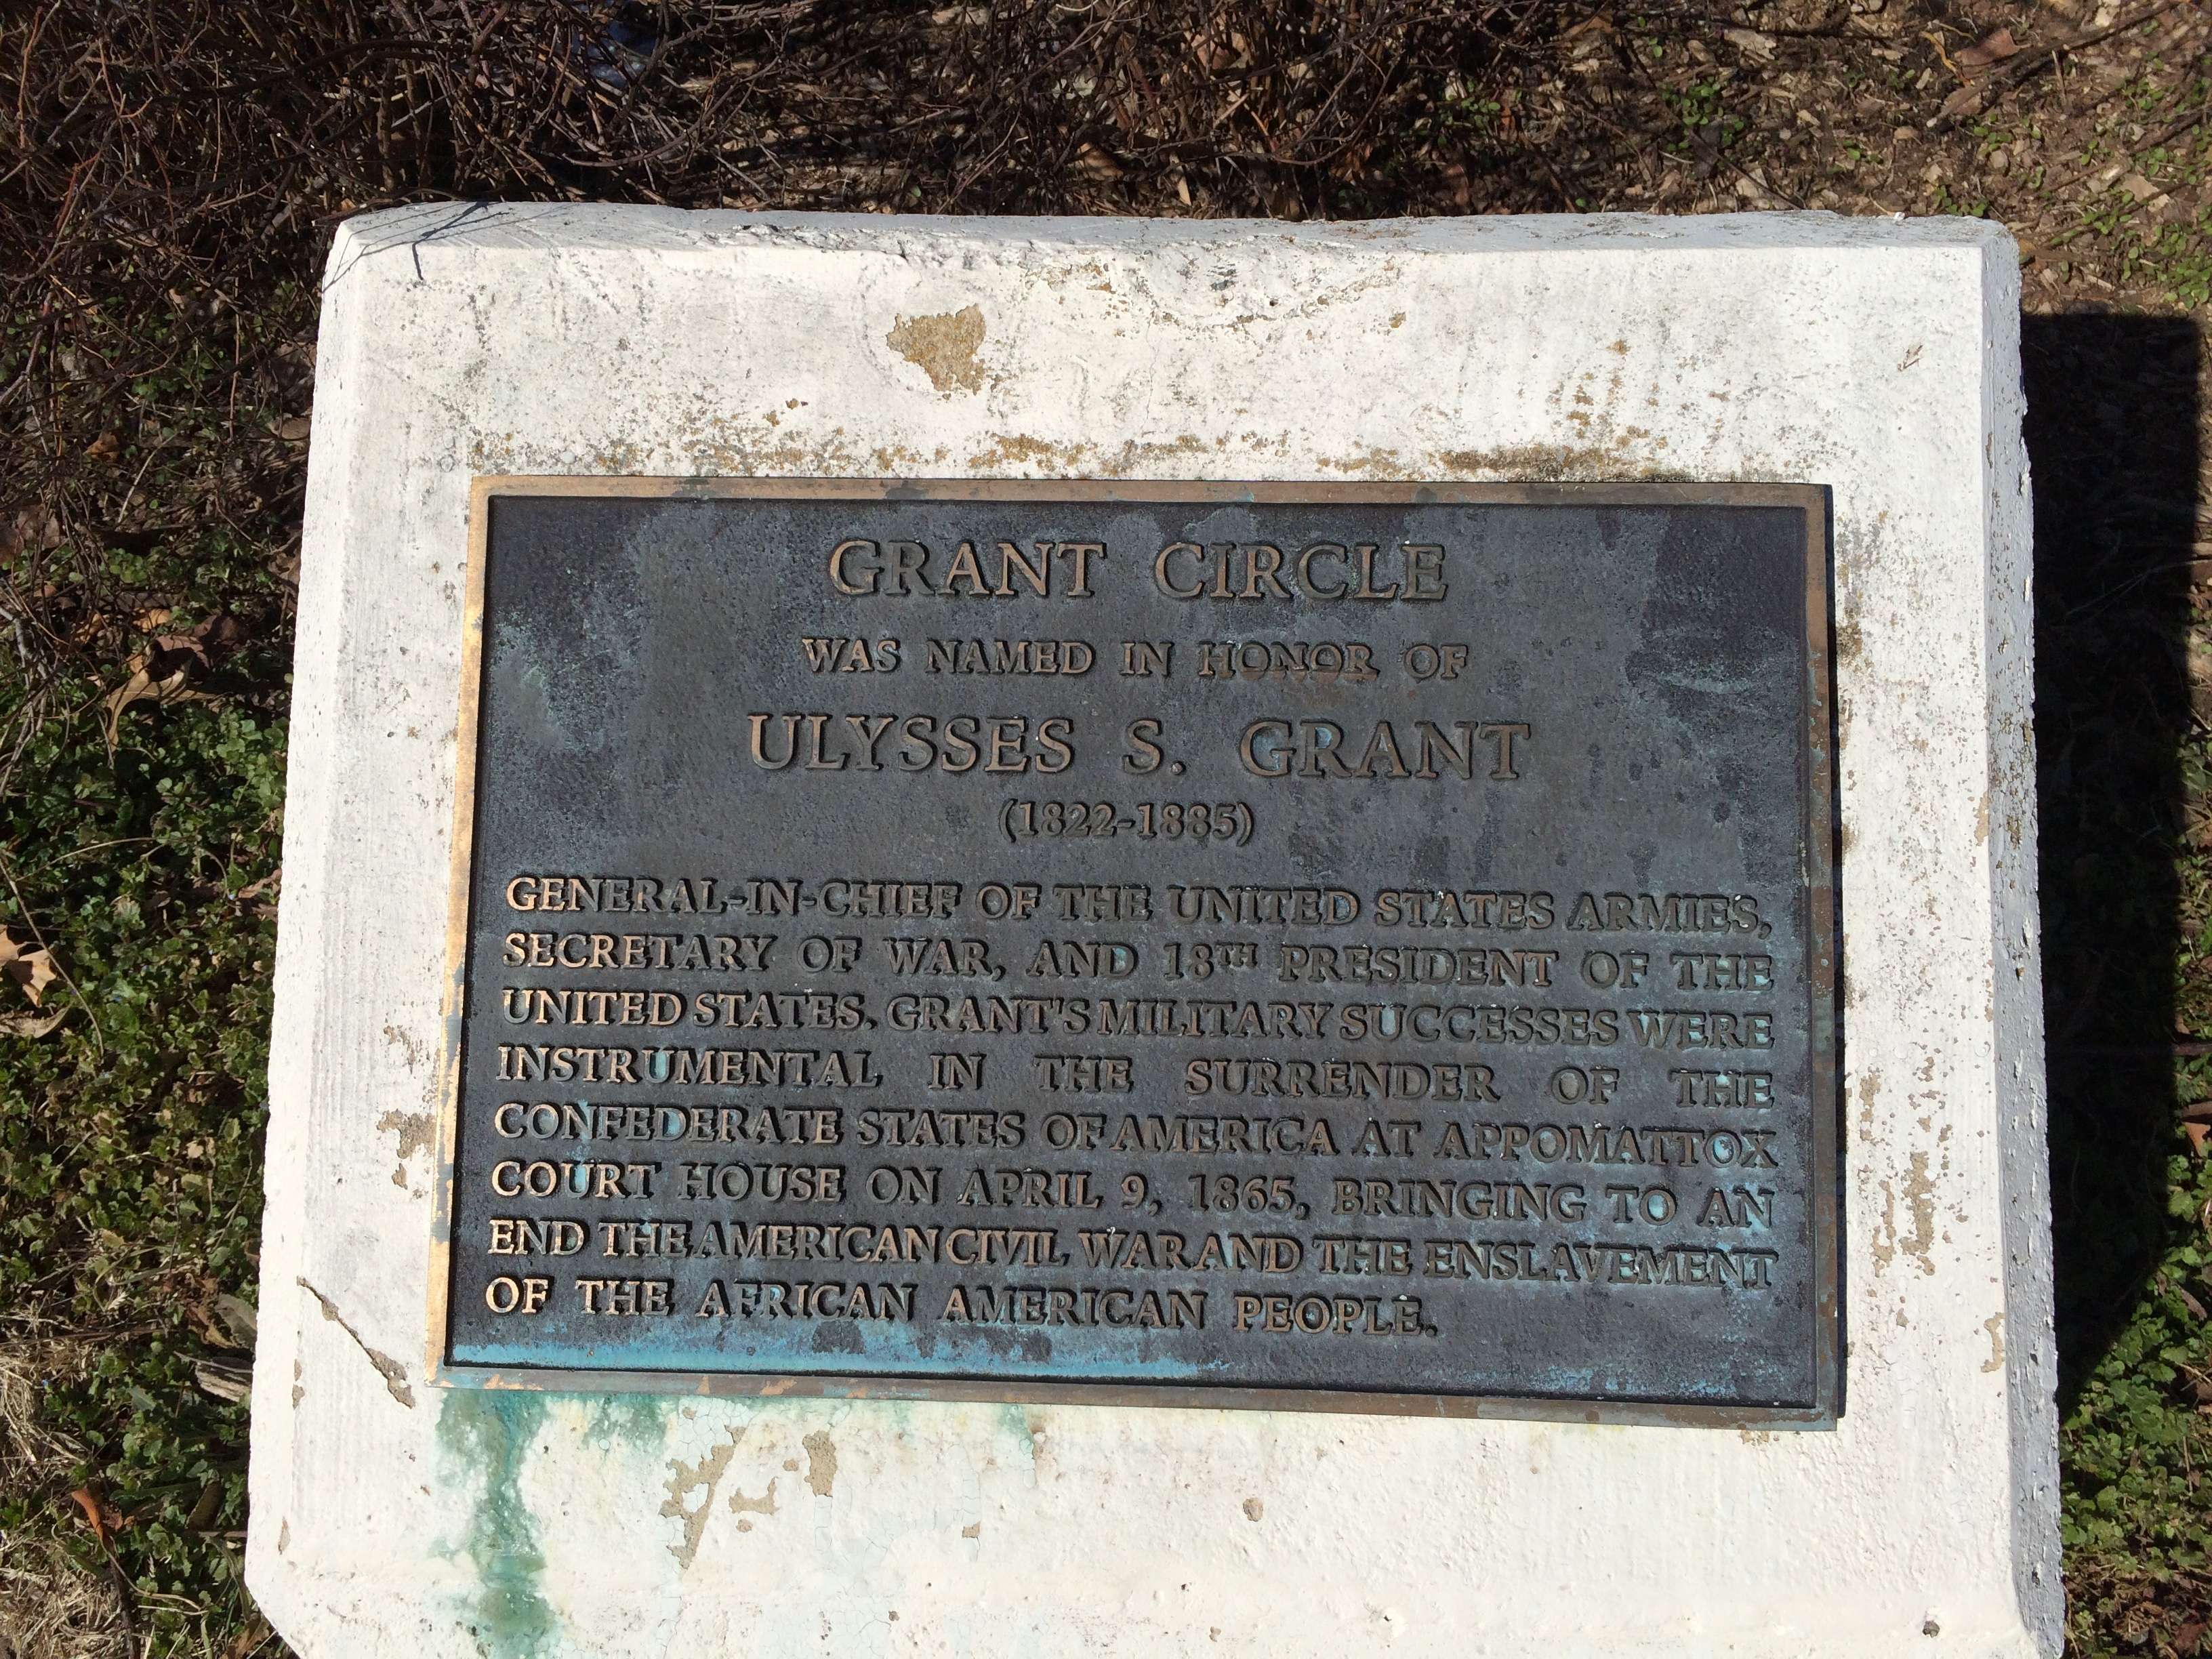 GRANT CIRCLE
WAS NAMED IN HONOR OF
ULYSSES S. GRANT
(1822-1885)
GENERAL-IN-CHIEF OF THE UNITED STATES ARMIES,
SECRETARY OF WAR, AND 18TH PRESIDENT OF THE
UNITED STATES. GRANT'S MILITARY SUCCESSES WERE
INSTRUMENTAL IN THE SURRENDER OF THE
CONFEDERATE STATES OF AMERICA AT APPOMATTOX
COURT HOUSE ON APRIL 9, 1865, BRINGING TO AN
END THE AMERICAN CIVIL WAR AND THE ENSLAVEMENT
OF THE AFRICAN AMERICAN PEOPLE.